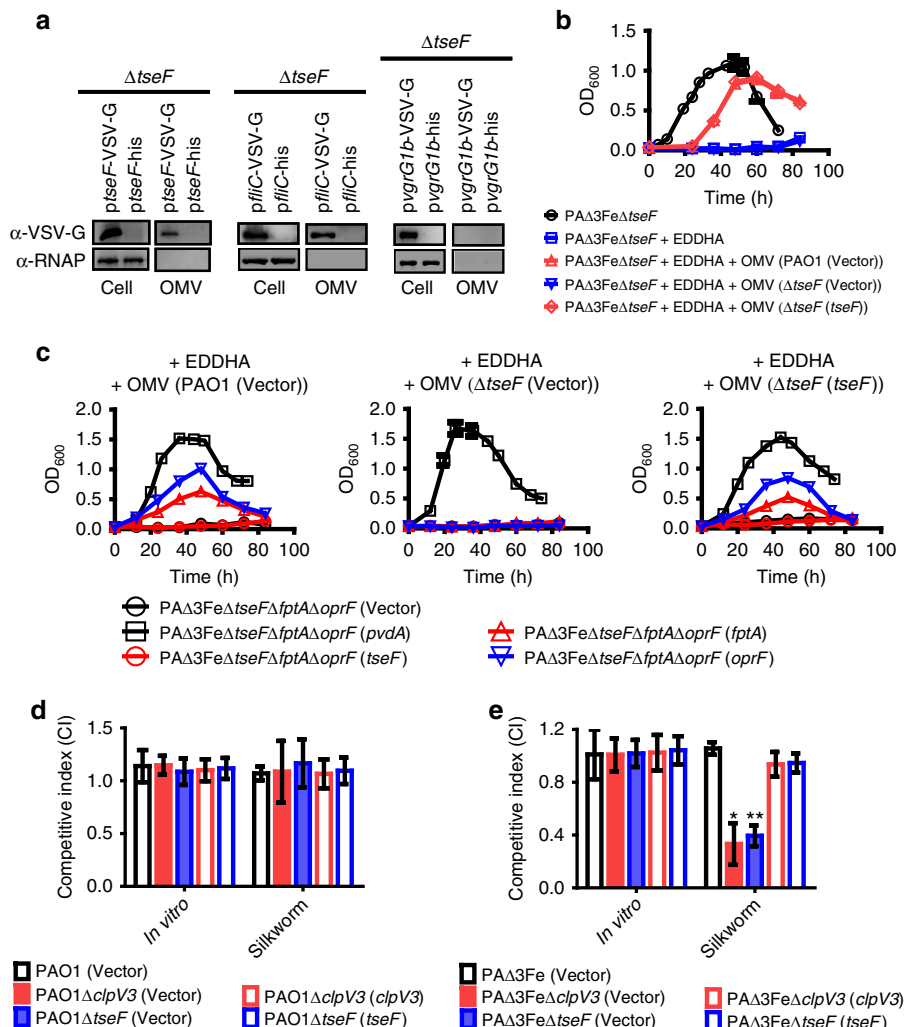 a
ΔtseF
ΔtseF
ΔtseF
ptseF-VSV-G
ptseF-his
ptseF-VSV-G
ptseF-his
pfliC-VSV-G
pfliC-his
pfliC-VSV-G
pfliC-his
pvgrG1b-VSV-G
pvgrG1b-his
pvgrG1b-VSV-G
pvgrG1b-his
α-VSV-G
α-RNAP
Cell
OMV
Cell
OMV
Cell
OMV
b
OD600
1.5
1.0
0.5
0.0
0 20 40 60 80 100
Time (h)
PAΔ3FeΔtseF
PAΔ3FeΔtseF + EDDHA
PAΔ3FeΔtseF + EDDHA + OMV (PAO1 (Vector))
PAΔ3FeΔtseF + EDDHA + OMV (ΔtseF (Vector))
PAΔ3FeΔtseF + EDDHA + OMV (ΔtseF (tseF))
c
+ EDDHA
+ OMV (PAO1 (Vector))
OD600
2.0
1.5
1.0
0.5
0.0
0 20 40 60 80 100
Time (h)
+ EDDHA
+ OMV (ΔtseF (Vector))
OD600
2.0
1.5
1.0
0.5
0.0
0 20 40 60 80 100
Time (h)
+ EDDHA
+ OMV (ΔtseF (tseF))
OD600
2.0
1.5
1.0
0.5
0.0
0 20 40 60 80 100
Time (h)
PAΔ3FeΔtseFΔfptAΔoprF (Vector)
PAΔ3FeΔtseFΔfptAΔoprF (pvdA)
PAΔ3FeΔtseFΔfptAΔoprF (tseF)
PAΔ3FeΔtseFΔfptAΔoprF (fptA)
PAΔ3FeΔtseFΔfptAΔoprF (oprF)
d
Competitive index (CI)
1.5
1.0
0.5
0.0
In vitro
Silkworm
PAO1 (Vector)
PAO1ΔclpV3 (Vector)
PAO1ΔtseF (Vector)
PAO1ΔclpV3 (clpV3)
PAO1ΔtseF (tseF)
e
Competitive index (CI)
1.2
0.8
0.4
0.0
* **
In vitro
Silkworm
PAΔ3Fe (Vector)
PAΔ3FeΔclpV3 (Vector)
PAΔ3FeΔtseF (Vector)
PAΔ3FeΔclpV3 (clpV3)
PAΔ3FeΔtseF (tseF)